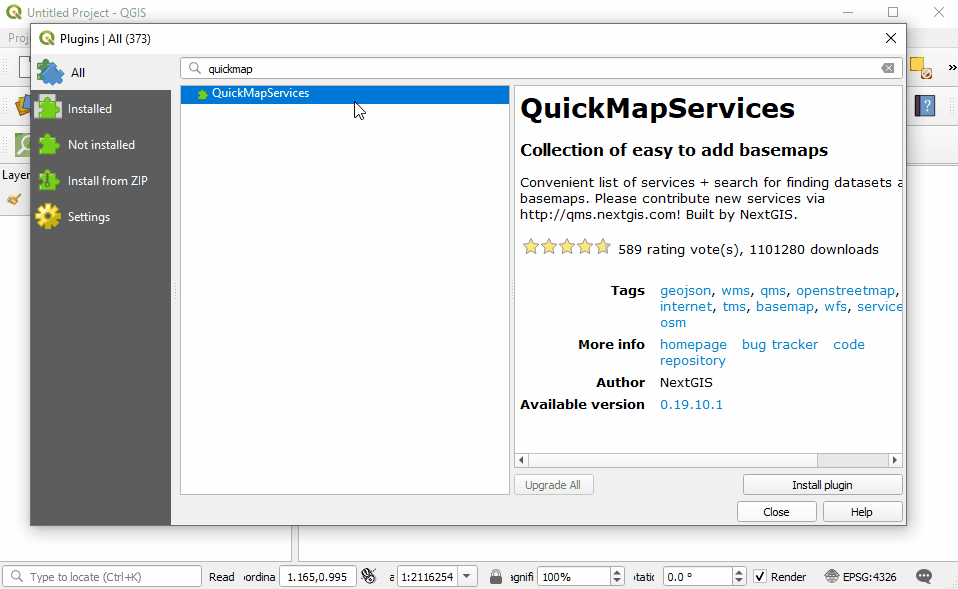 Untitled Project - QGIS
Proj
Plugins | All (373)
All
Installed
Not installed
Install from ZIP
Settings
Layer
quickmap
QuickMapServices
QuickMapServices
Collection of easy to add basemaps
Convenient list of services + search for finding datasets a
basemaps. Please contribute new services via
http://qms.nextgis.com! Built by NextGIS.
589 rating vote(s), 1101280 downloads
Tags geojson, wms, qms, openstreetmap,
internet, tms, basemap, wfs, service
osm
More info homepage bug tracker code
repository
Author NextGIS
Available version 0.19.10.1
Upgrade All
Install plugin
Close
Help
Type to locate (Ctrl+K) Read ordina 1.165,0.995 a 1:2116254 agnifi 100% tatic 0.0 ° Render EPSG:4326